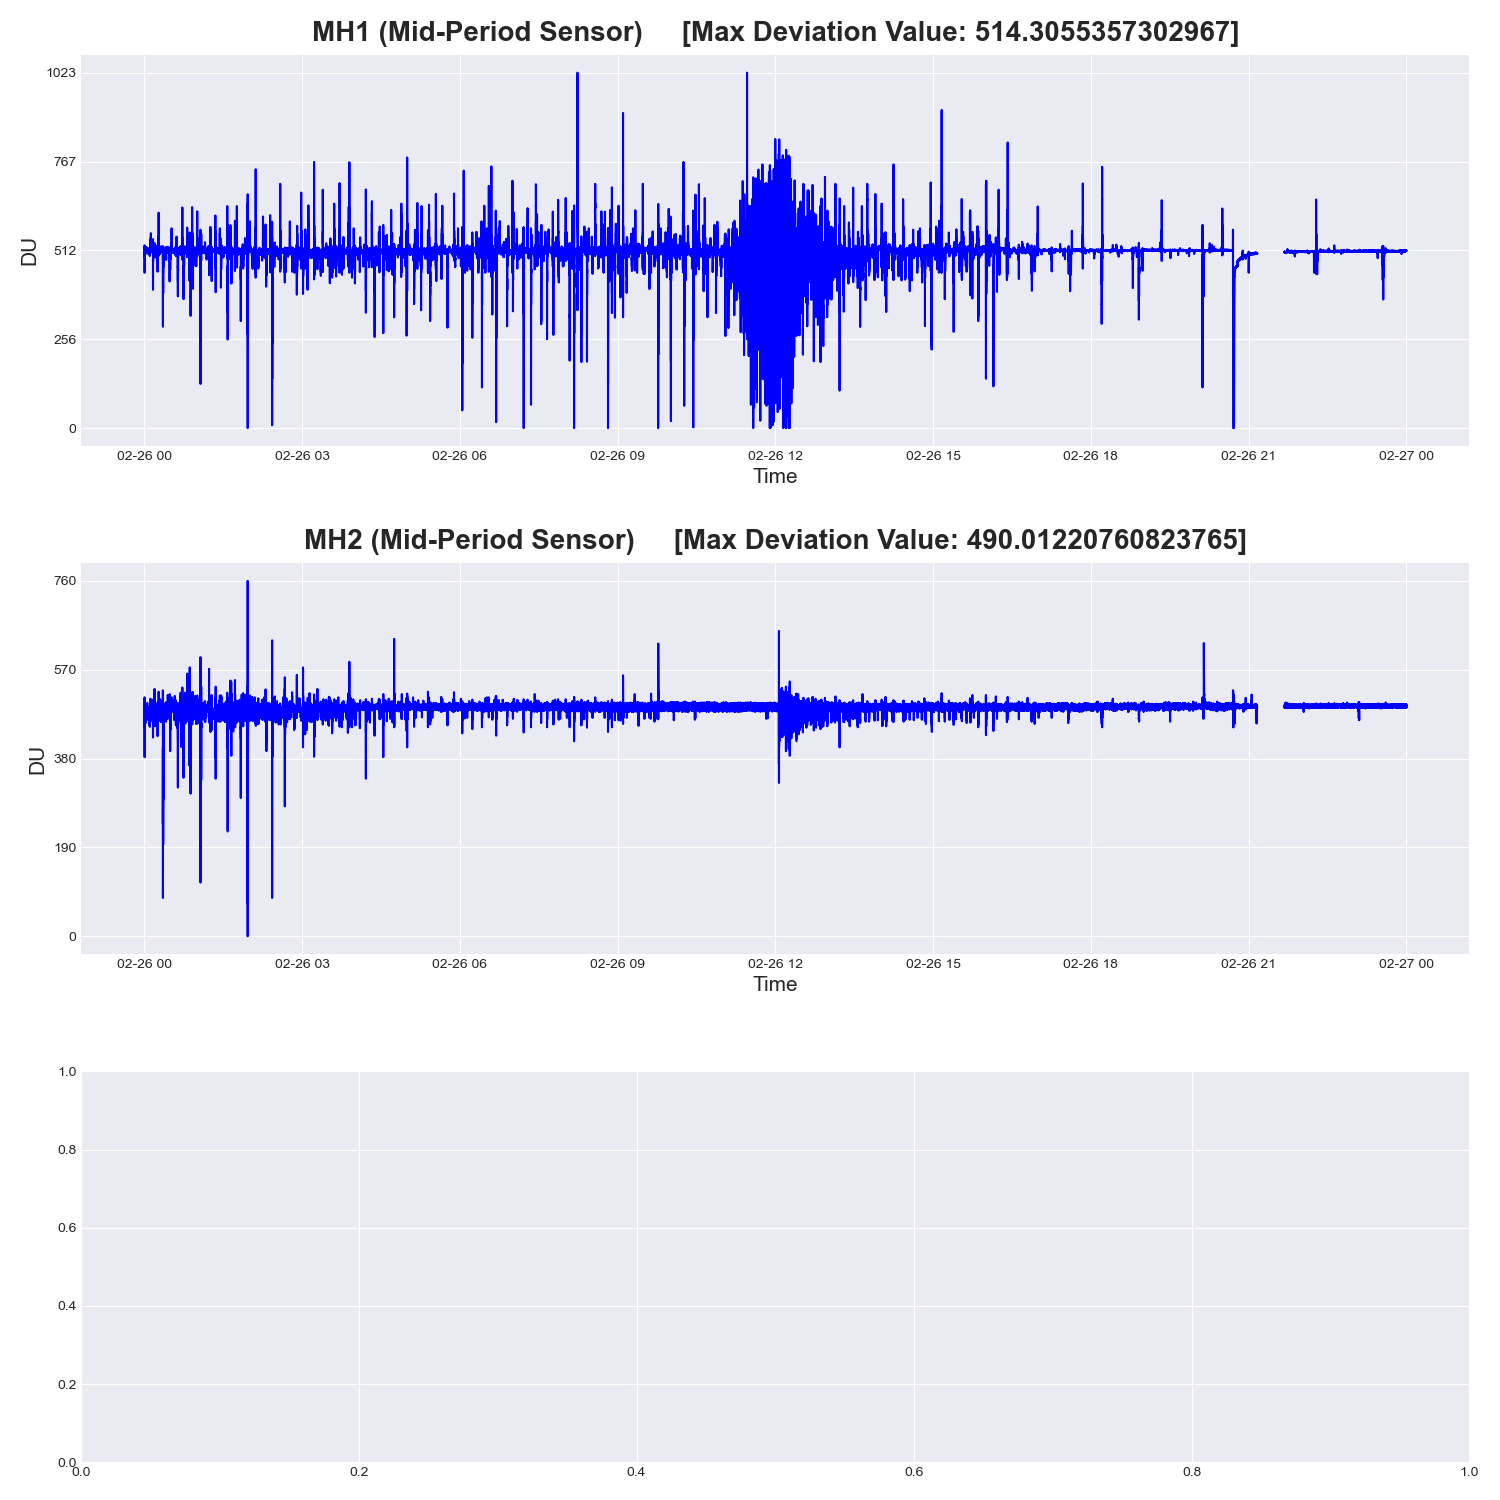 MH1 (Mid-Period Sensor) [Max Deviation Value: 514.3055357302967]
1023
767
512
256
0
DU
02-26 00 02-26 03 02-26 06 02-26 09 02-26 12 02-26 15 02-26 18 02-26 21 02-27 00
Time
MH2 (Mid-Period Sensor) [Max Deviation Value: 490.01220760823765]
760
570
380
190
0
DU
02-26 00 02-26 03 02-26 06 02-26 09 02-26 12 02-26 15 02-26 18 02-26 21 02-27 00
Time
1.0
0.8
0.6
0.4
0.2
0.0
0.0 0.2 0.4 0.6 0.8 1.0